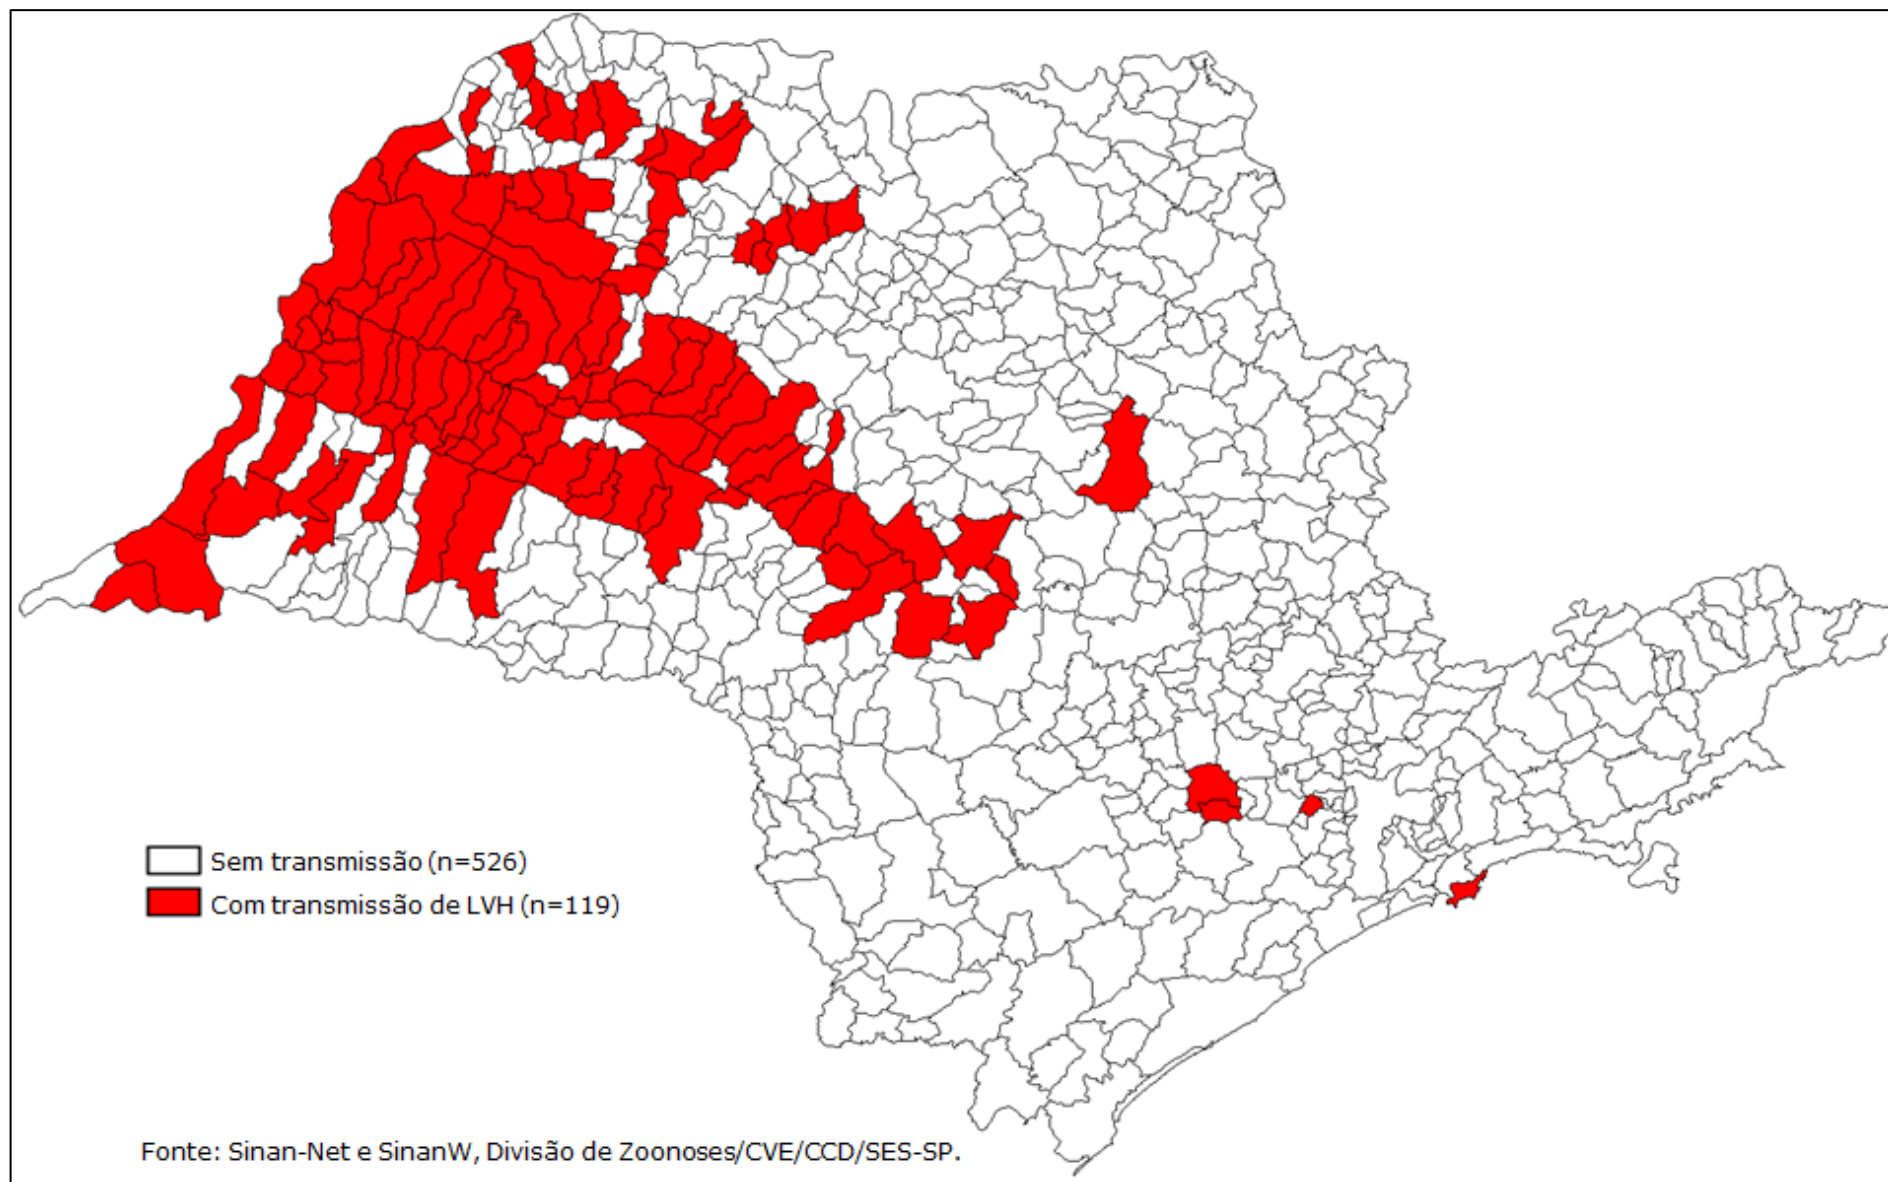 Sem transmissão (n=526)
Com transmissão de LVH (n=119)
Fonte: Sinan-Net e SinanW, Divisão de Zoonoses/CVE/CCD/SES-SP.